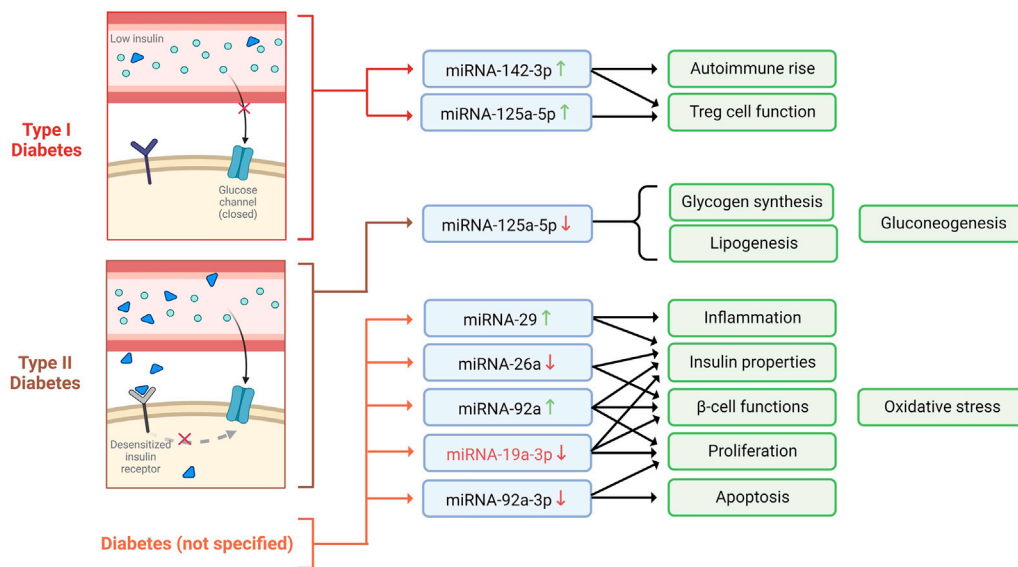 Low insulin
Type I
Diabetes
Glucose
channel
(closed)
miRNA-142-3p ↑
Autoimmune rise
miRNA-125a-5p ↑
Treg cell function
miRNA-125a-5p ↓
Glycogen synthesis
Lipogenesis
Gluconeogenesis
Type II
Diabetes
Desensitized
insulin
receptor
miRNA-29 ↑
Inflammation
miRNA-26a ↓
Insulin properties
miRNA-92a ↑
β-cell functions
Oxidative stress
miRNA-19a-3p ↓
Proliferation
miRNA-92a-3p ↓
Apoptosis
Diabetes (not specified)